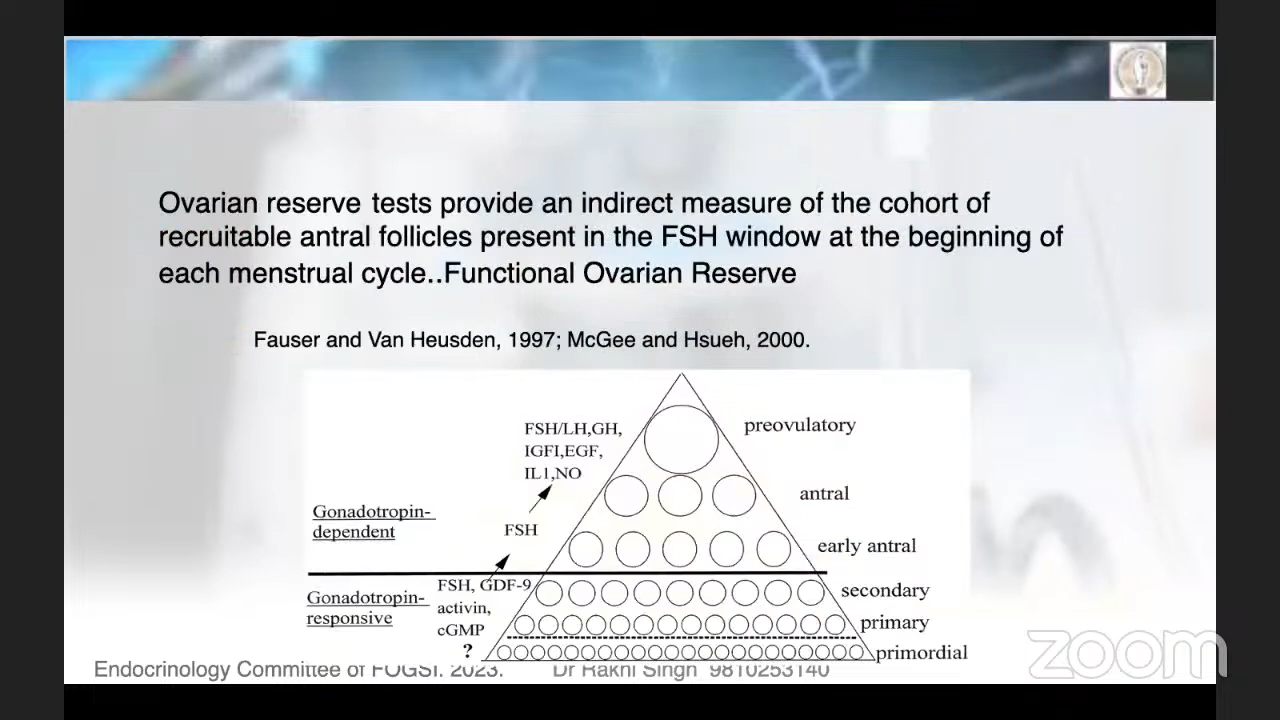 Ovarian reserve tests provide an indirect measure of the cohort of
recruitable antral follicles present in the FSH window at the beginning of
each menstrual cycle..Functional Ovarian Reserve
Fauser and Van Heusden, 1997; McGee and Hsueh, 2000.
FSH/LH,GH,
IGFI,EGF,
IL1,NO
preovulatory
antral
Gonadotropin-
dependent
FSH
early antral
FSH, GDF-9
activin,
cGMP
secondary
Gonadotropin-
responsive
primary
?
primordial
Endocrinology Committee of FOGSI. 2023. Dr Rakhi Singh 9810253140
zoom